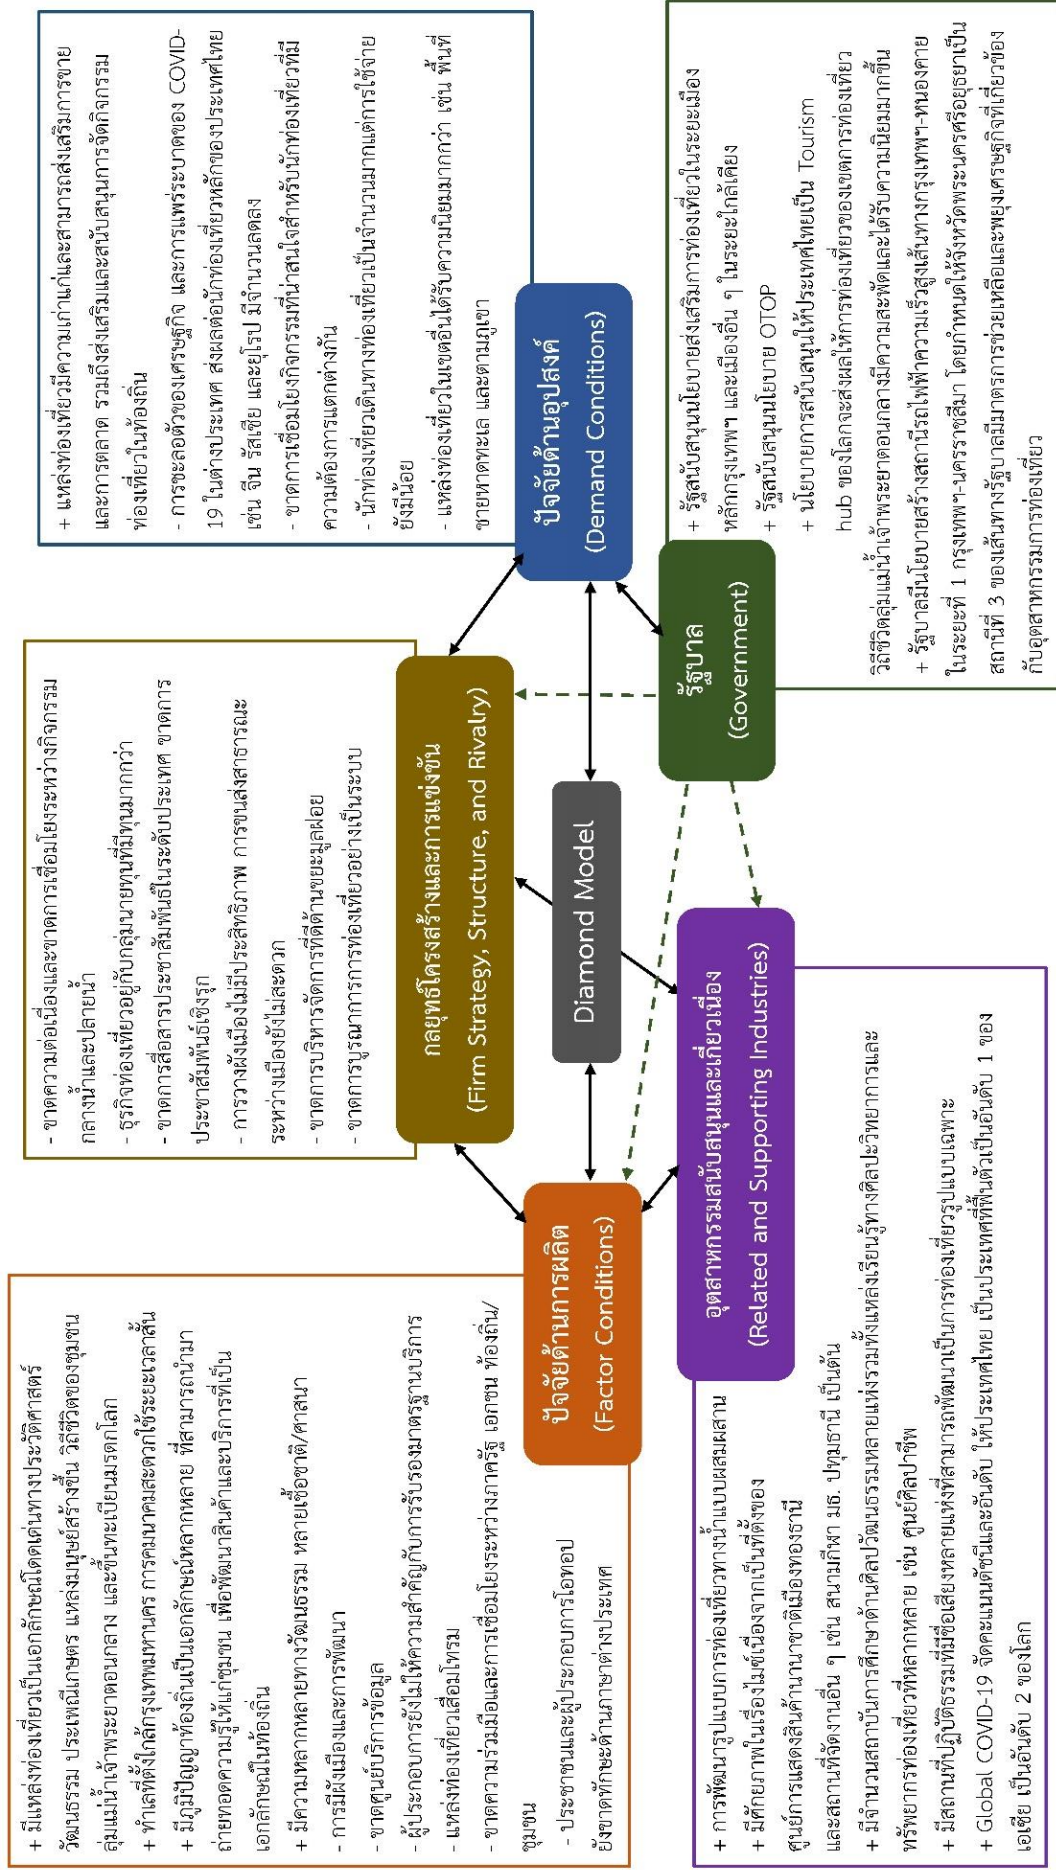 + มีแหล่งท่องเที่ยวเป็นเอกลักษณ์โดดเด่นทางประวัติศาสตร์
วัฒนธรรม ประเพณีเกษตร แหล่งมนุษย์สร้างขึ้น วิถีชีวิตของชุมชน
ลุ่มแม่น้ำเจ้าพระยาตอนกลาง และขึ้นทะเบียนมรดกโลก
+ ทำเลที่ตั้งใกล้กรุงเทพมหานคร การคมนาคมสะดวกใช้ระยะเวลาสั้น
+ มีภูมิปัญญาท้องถิ่นเป็นเอกลักษณ์หลากหลาย ที่สามารถนำมา
ถ่ายทอดความรู้ให้แก่ชุมชน เพื่อพัฒนาสินค้าและบริการที่เป็น
เอกลักษณ์ในท้องถิ่น
+ มีความหลากหลายทางวัฒนธรรม หลายเชื้อชาติ/ศาสนา
- การมีผังเมืองและการพัฒนา
- ขาดศูนย์บริการข้อมูล
- ผู้ประกอบการยังไม่ให้ความสำคัญกับการรับรองมาตรฐานบริการ
- แหล่งท่องเที่ยวเสื่อมโทรม
- ขาดความร่วมมือและการเชื่อมโยงระหว่างภาครัฐ เอกชน ท้องถิ่น/
ชุมชน
- ประชาชนและผู้ประกอบการโอทอป
ยังขาดทักษะด้านภาษาต่างประเทศ
ปัจจัยด้านการผลิต
(Factor Conditions)
- ขาดความต่อเนื่องและขาดการเชื่อมโยงระหว่างกิจกรรม
กลางน้ำและปลายน้ำ
- ธุรกิจท่องเที่ยวอยู่กับกลุ่มนายทุนที่มีทุนมากกว่า
- ขาดการสื่อสารประชาสัมพันธ์ในระดับประเทศ ขาดการ
ประชาสัมพันธ์เชิงรุก
- การวางผังเมืองไม่มีประสิทธิภาพ การขนส่งสาธารณะ
ระหว่างเมืองยังไม่สะดวก
- ขาดการบริหารจัดการที่ดีด้านขยะมูลฝอย
- ขาดการบูรณาการการท่องเที่ยวอย่างเป็นระบบ
กลยุทธ์โครงสร้างและการแข่งขัน
(Firm Strategy, Structure, and Rivalry)
+ แหล่งท่องเที่ยวมีความเก่าแก่และสามารถส่งเสริมการขาย
และการตลาด รวมถึงส่งเสริมและสนับสนุนการจัดกิจกรรม
ท่องเที่ยวในท้องถิ่น
- การชะลอตัวของเศรษฐกิจ และการแพร่ระบาดของ COVID-
19 ในต่างประเทศ ส่งผลต่อนักท่องเที่ยวหลักของประเทศไทย
เช่น จีน รัสเซีย และยุโรป มีจำนวนลดลง
- ขาดการเชื่อมโยงกิจกรรมที่น่าสนใจสำหรับนักท่องเที่ยวที่มี
ความต้องการแตกต่างกัน
- นักท่องเที่ยวเดินทางท่องเที่ยวเป็นจำนวนมากแต่การใช้จ่าย
ยังมีน้อย
- แหล่งท่องเที่ยวในเขตอื่นได้รับความนิยมมากกว่า เช่น พื้นที่
ชายหาดทะเล และตามภูเขา
ปัจจัยด้านอุปสงค์
(Demand Conditions)
Diamond Model
+ การพัฒนารูปแบบการท่องเที่ยวทางน้ำแบบผสมผสาน
+ มีศักยภาพในเรื่องไมซ์เนื่องจากเป็นที่ตั้งของ
ศูนย์การแสดงสินค้านานาชาติเมืองทองธานี
และสถานที่จัดงานอื่น ๆ เช่น สนามกีฬา มธ. ปทุมธานี เป็นต้น
+ มีจำนวนสถาบันการศึกษาด้านศิลปวัฒนธรรมหลายแห่งรวมทั้งแหล่งเรียนรู้ทางศิลปะวิทยาการและ
ทรัพยากรท่องเที่ยวที่หลากหลาย เช่น ศูนย์ศิลปาชีพ
+ มีสถานที่ปฏิบัติธรรมที่มีชื่อเสียงหลายแห่งที่สามารถพัฒนาเป็นการท่องเที่ยวรูปแบบเฉพาะ
+ Global COVID-19 จัดคะแนนดัชนีและอันดับ ให้ประเทศไทย เป็นประเทศที่ฟื้นตัวเป็นอันดับ 1 ของ
เอเชีย เป็นอันดับ 2 ของโลก
อุตสาหกรรมสนับสนุนและเกี่ยวเนื่อง
(Related and Supporting Industries)
รัฐบาล
(Government)
+ รัฐสนับสนุนนโยบายส่งเสริมการท่องเที่ยวในระยะเมือง
หลักกรุงเทพฯ และเมืองอื่น ๆ ในระยะใกล้เคียง
+ รัฐสนับสนุนนโยบาย OTOP
+ นโยบายการสนับสนุนให้ประเทศไทยเป็น Tourism
hub ของโลกจะส่งผลให้การท่องเที่ยวของเขตการท่องเที่ยว
วิถีชีวิตลุ่มแม่น้ำเจ้าพระยาตอนกลางมีความสะพัดและได้รับความนิยมมากขึ้น
+ รัฐบาลมีนโยบายสร้างสถานีรถไฟฟ้าความเร็วสูงเส้นทางกรุงเทพฯ-หนองคาย
ในระยะที่ 1 กรุงเทพฯ-นครราชสีมา โดยกำหนดให้จังหวัดพระนครศรีอยุธยาเป็น
สถานีที่ 3 ของเส้นทางรัฐบาลมีมาตรการช่วยเหลือและพยุงเศรษฐกิจที่เกี่ยวข้อง
กับอุตสาหกรรมการท่องเที่ยว